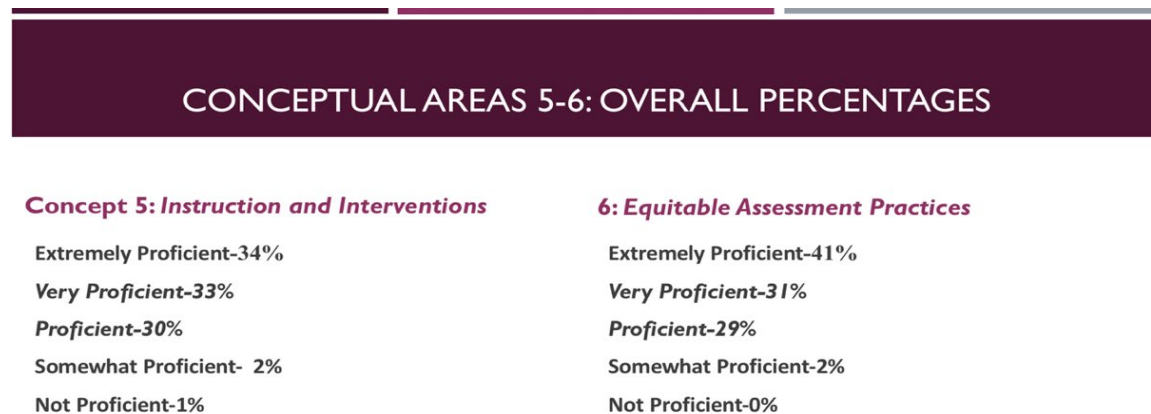 CONCEPTUAL AREAS 5-6: OVERALL PERCENTAGES
Concept 5: Instruction and Interventions
Extremely Proficient-34%
Very Proficient-33%
Proficient-30%
Somewhat Proficient- 2%
Not Proficient-1%
6: Equitable Assessment Practices
Extremely Proficient-41%
Very Proficient-31%
Proficient-29%
Somewhat Proficient-2%
Not Proficient-0%